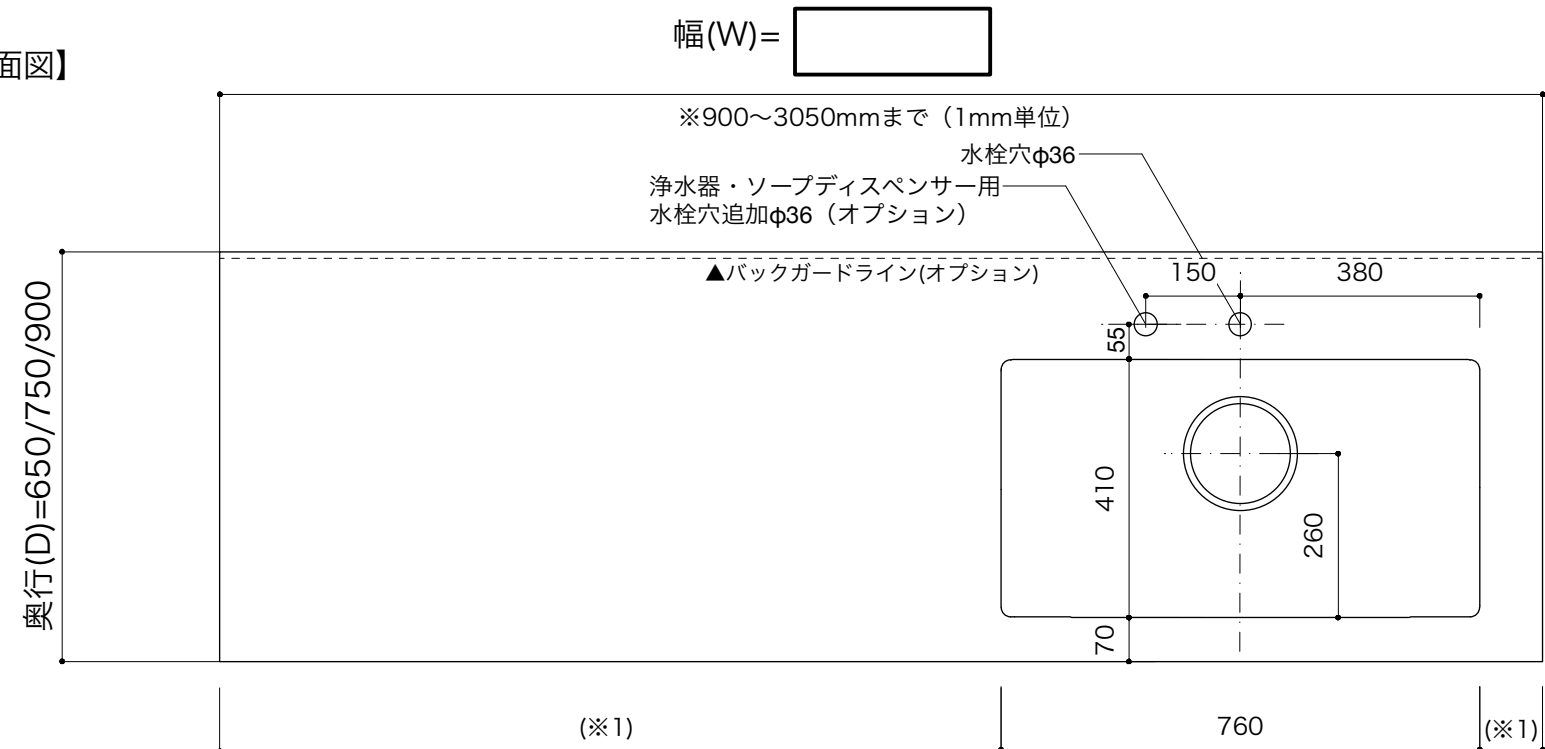 幅(W)=
面図】
※900〜3050mmまで（1mm単位）
水栓穴φ36
浄水器・ソープディスペンサー用
水栓穴追加φ36（オプション）
▲バックガードライン(オプション)
150
380
55
奥行(D)=650/750/900
410
260
70
(※1)
760
(※1)